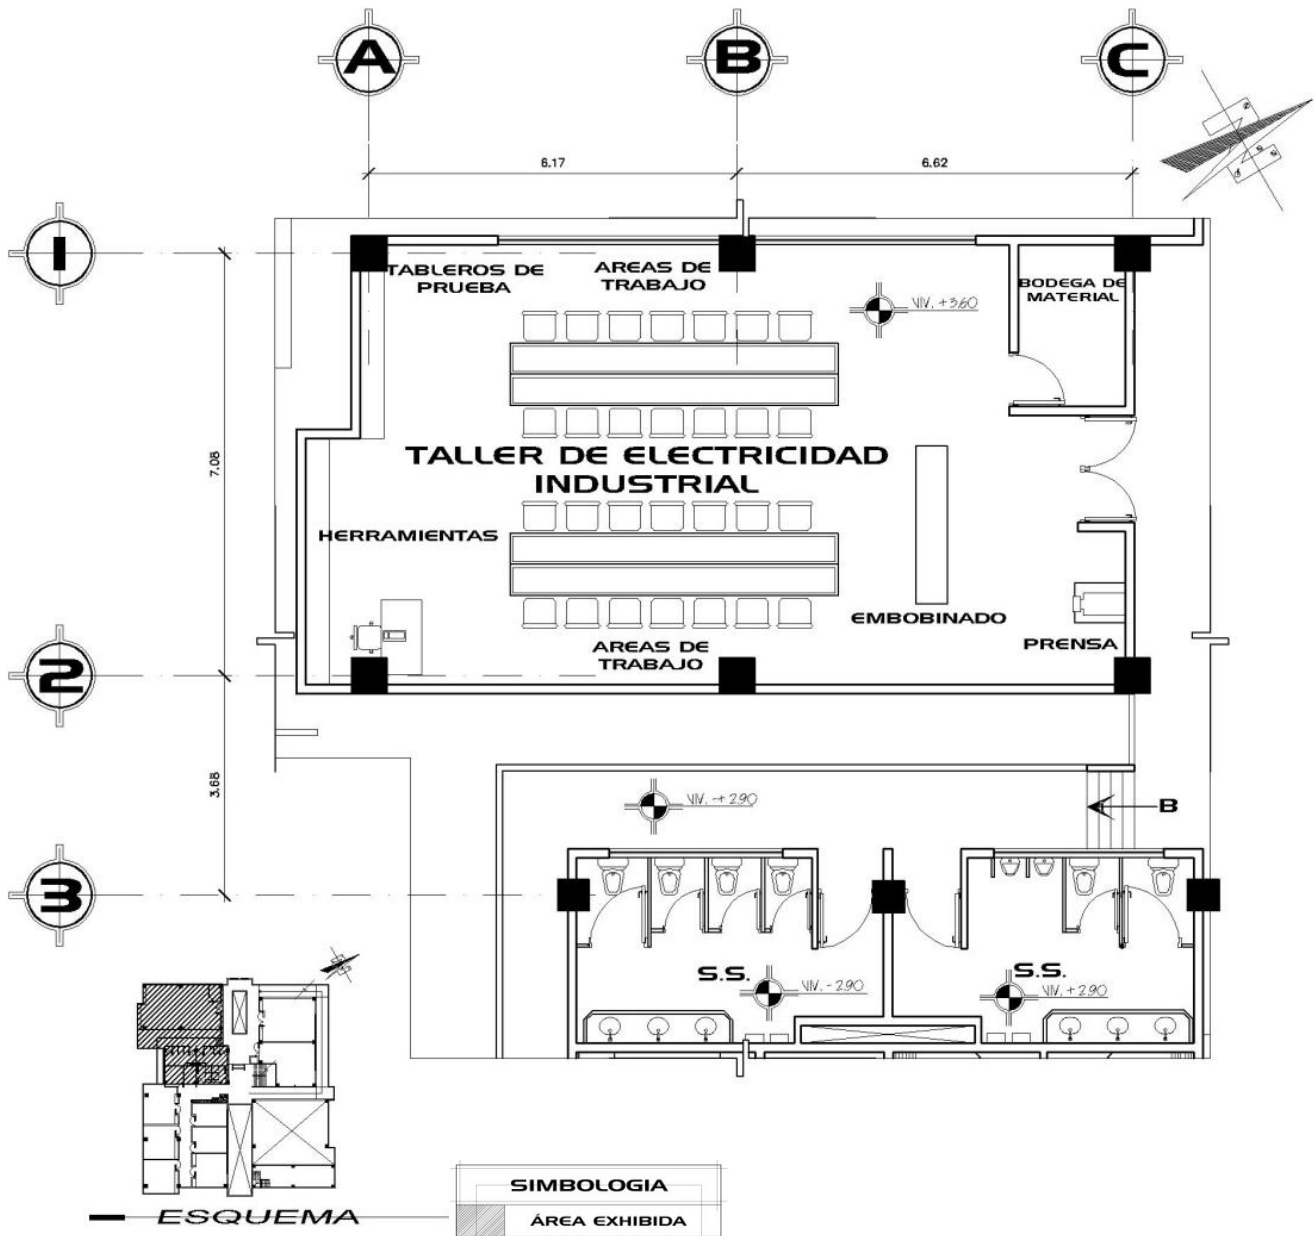 A
B
C
6.17
6.62
1
TABLEROS DE
PRUEBA
AREAS DE
TRABAJO
BODEGA DE
MATERIAL
NIV. +3.60
7.08
TALLER DE ELECTRICIDAD
INDUSTRIAL
HERRAMIENTAS
EMBOBINADO
PRENSA
AREAS DE
TRABAJO
2
3.68
NIV. -+ 2.90
B
3
S.S.
NIV. - 2.90
S.S.
NIV. + 2.90
ESQUEMA
SIMBOLOGIA
ÁREA EXHIBIDA